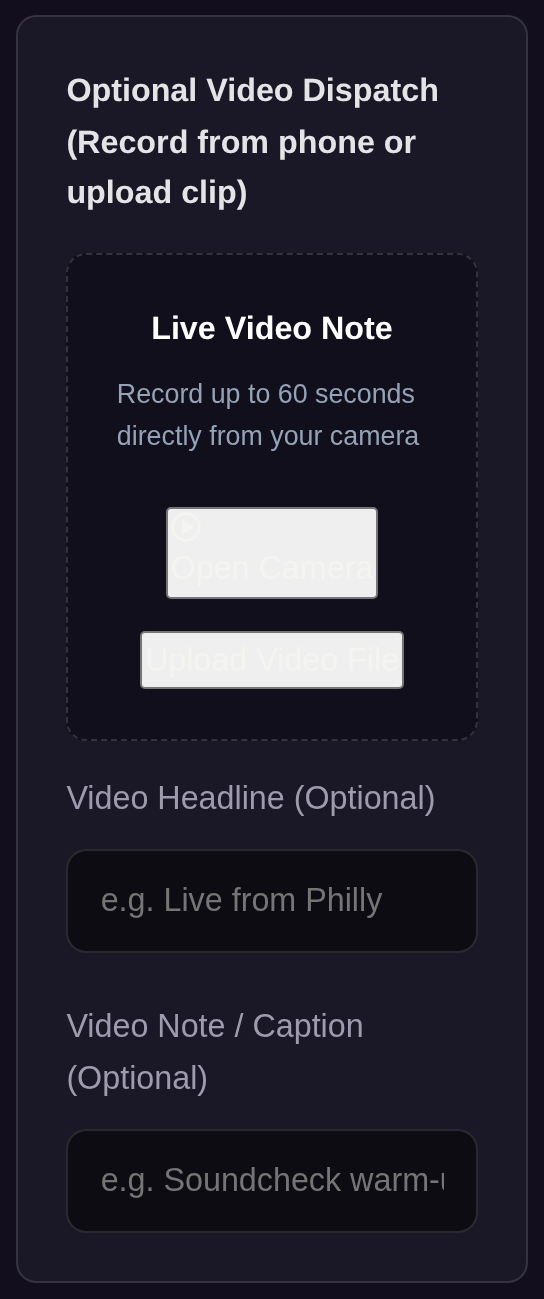 Optional Video Dispatch
(Record from phone or
upload clip)
Live Video Note
Record up to 60 seconds
directly from your camera
Open Camera
Upload Video File
Video Headline (Optional)
e.g. Live from Philly
Video Note / Caption
(Optional)
e.g. Soundcheck warm-u